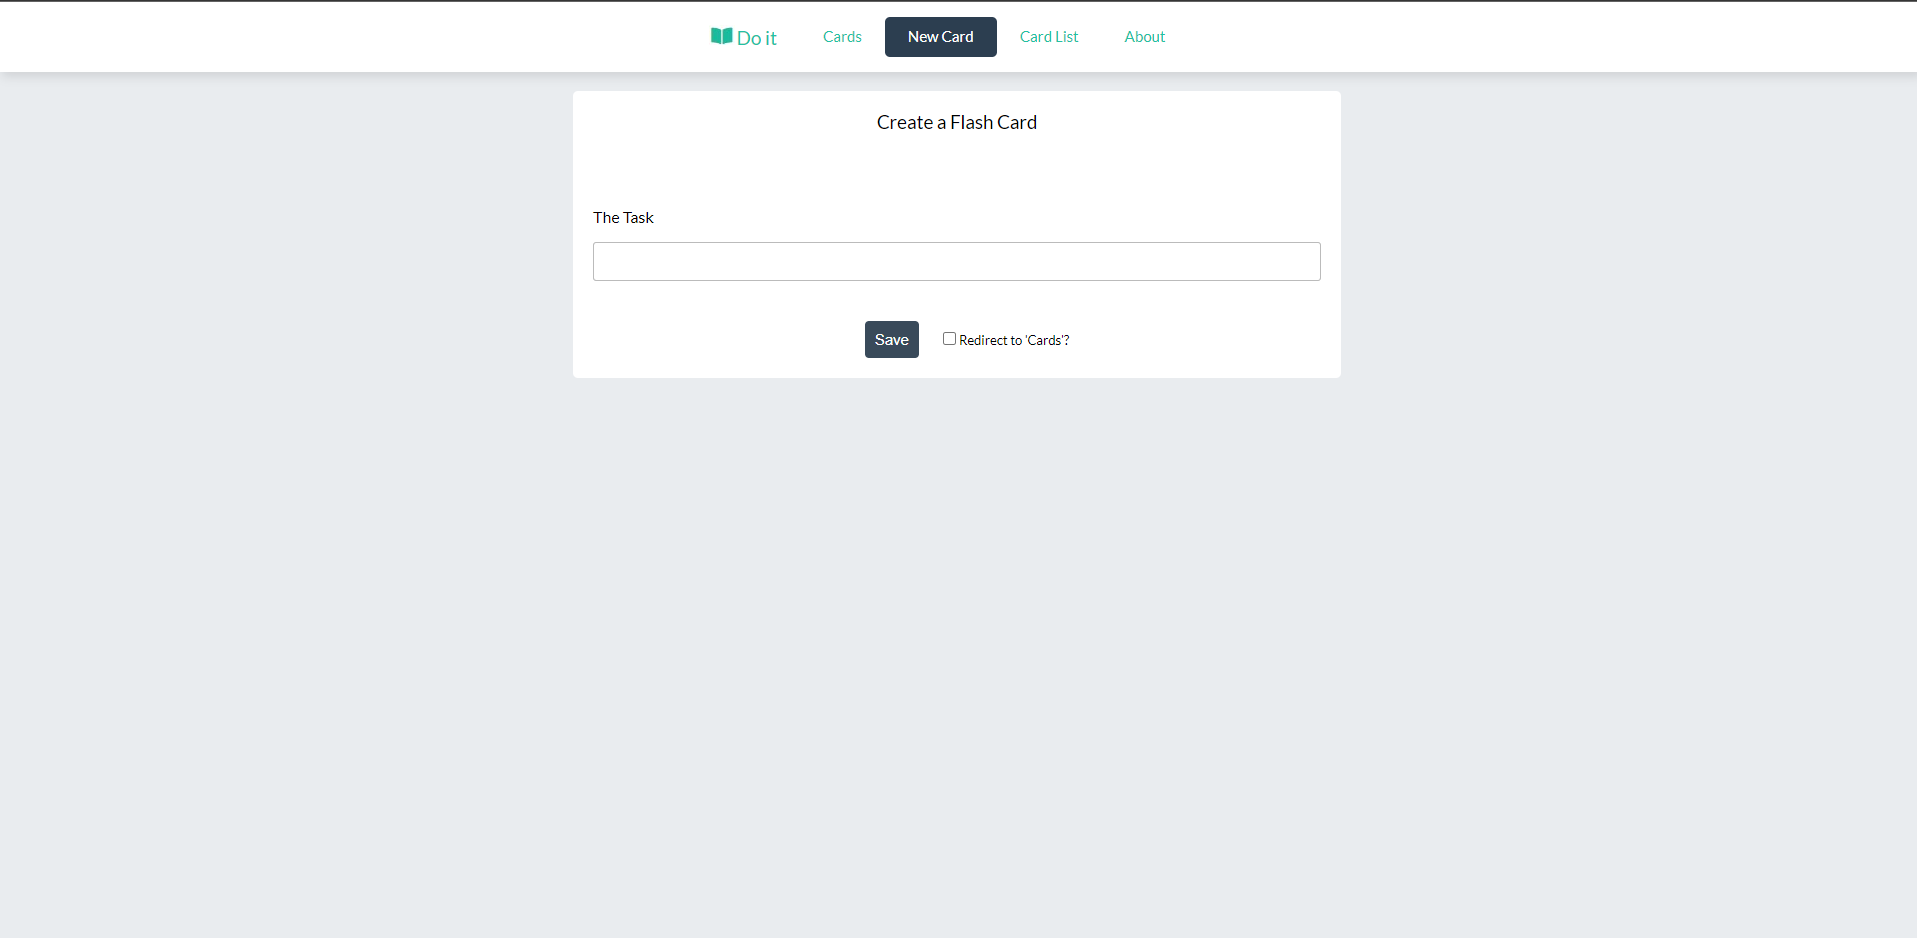 Do it Cards New Card Card List About
Create a Flash Card
The Task
Save Redirect to 'Cards'?